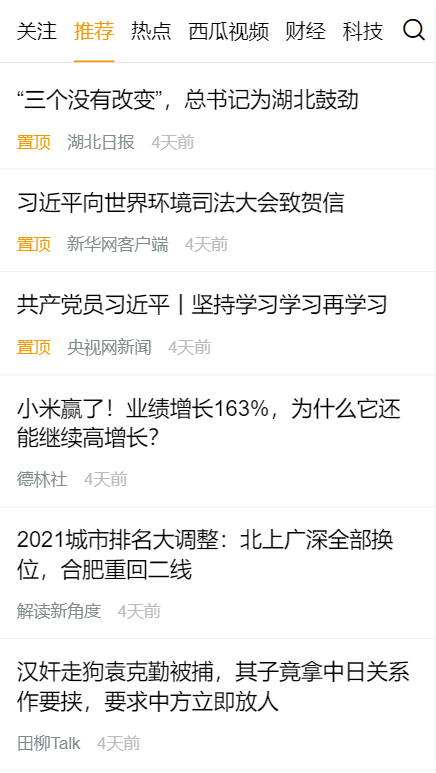 关注 推荐 热点 西瓜视频 财经 科技
“三个没有改变”，总书记为湖北鼓劲
置顶 湖北日报 4天前
习近平向世界环境司法大会致贺信
置顶 新华网客户端 4天前
共产党员习近平丨坚持学习学习再学习
置顶 央视网新闻 4天前
小米赢了！业绩增长163%，为什么它还
能继续高增长？
德林社 4天前
2021城市排名大调整：北上广深全部换
位，合肥重回二线
解读新角度 4天前
汉奸走狗袁克勤被捕，其子竟拿中日关系
作要挟，要求中方立即放人
田柳Talk 4天前